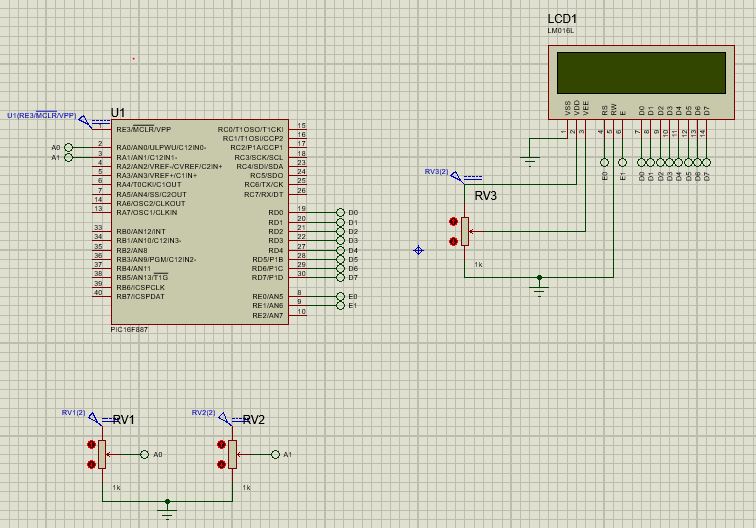 LCD1
LM016L
VSS
VDD
VEE
RS
RW
E
D0
D1
D2
D3
D4
D5
D6
D7
1
2
3
4
5
6
7
8
9
10
11
12
13
14
E0
E1
D0
D1
D2
D3
D4
D5
D6
D7
U1
U1(RE3/MCLR/VPP)
1 RE3/MCLR/VPP RC0/T1OSO/T1CKI 15
RC1/T1OSI/CCP2 16
A0 2 RA0/AN0/ULPWU/C12IN0- RC2/P1A/CCP1 17
A1 3 RA1/AN1/C12IN1- RC3/SCK/SCL 18
4 RA2/AN2/VREF-/CVREF/C2IN+ RC4/SDI/SDA 23
5 RA3/AN3/VREF+/C1IN+ RC5/SDO 24
6 RA4/T0CKI/C1OUT RC6/TX/CK 25
7 RA5/AN4/SS/C2OUT RC7/RX/DT 26
14 RA6/OSC2/CLKOUT
13 RA7/OSC1/CLKIN RD0 19 D0
RD1 20 D1
33 RB0/AN12/INT RD2 21 D2
34 RB1/AN10/C12IN3- RD3 22 D3
35 RB2/AN8 RD4 27 D4
36 RB3/AN9/PGM/C12IN2- RD5/P1B 28 D5
37 RB4/AN11 RD6/P1C 29 D6
38 RB5/AN13/T1G RD7/P1D 30 D7
39 RB6/ICSPCLK
40 RB7/ICSPDAT RE0/AN5 8 E0
RE1/AN6 9 E1
RE2/AN7 10
PIC16F887
RV3(2)
RV3
1k
RV1(2)
RV1
A0
1k
RV2(2)
RV2
A1
1k